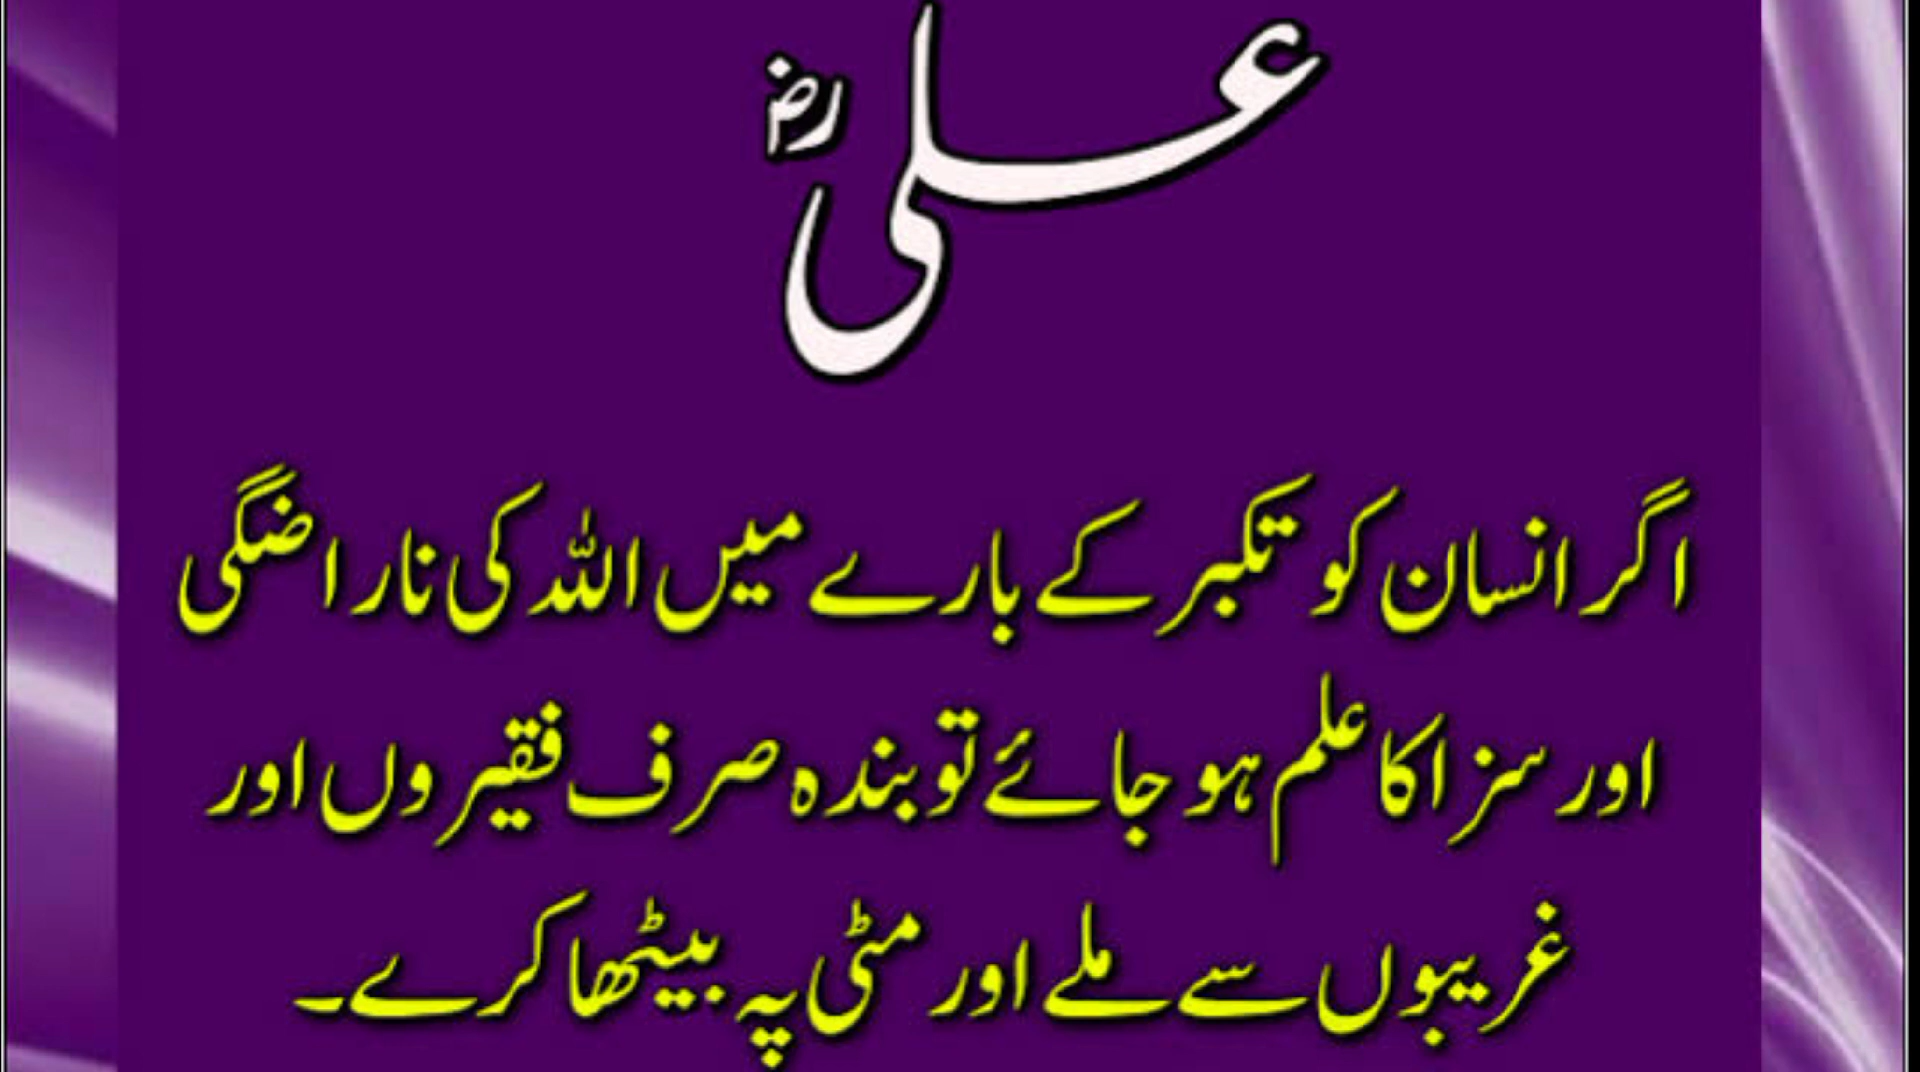 علی رض
اگر انسان کو تکبر کے بارے میں اللہ کی ناراضگی
اور سزا کا علم ہو جائے تو بندہ صرف فقیروں اور
غریبوں سے ملے اور مٹی پہ بیٹھا کرے۔